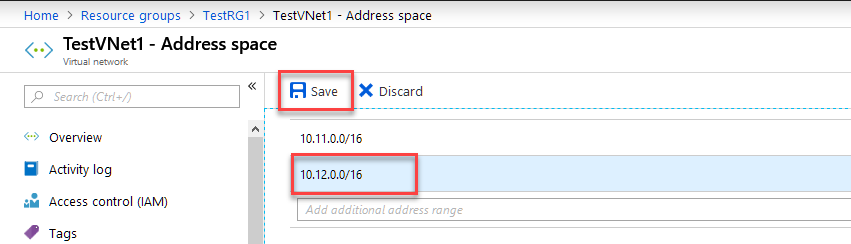 Home > Resource groups > TestRG1 > TestVNet1 - Address space
TestVNet1 - Address space
Virtual network
Search (Ctrl+/)
Overview
Activity log
Access control (IAM)
Tags
Save Discard
10.11.0.0/16
10.12.0.0/16
Add additional address range